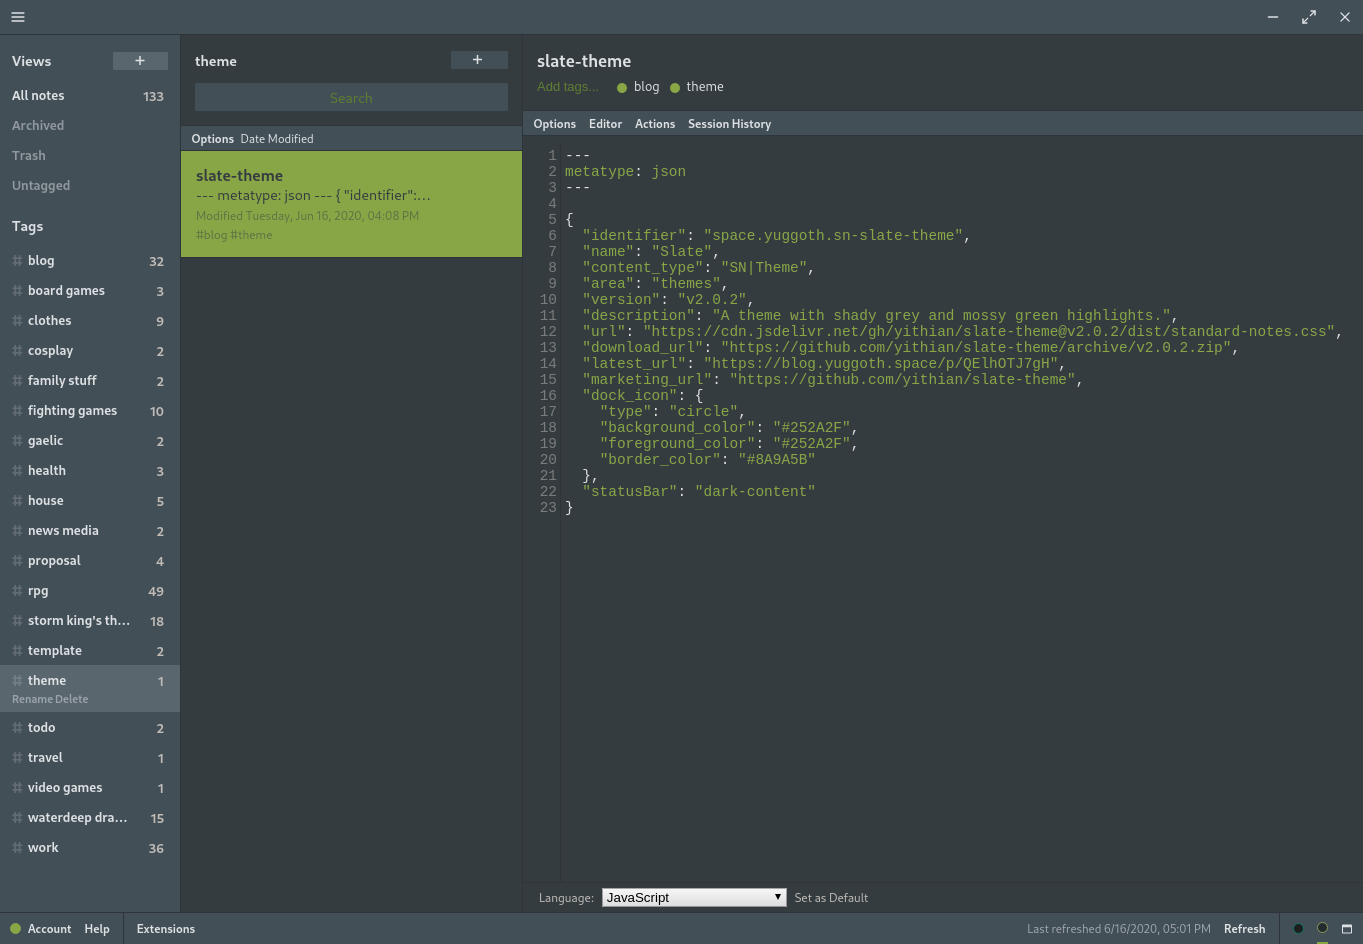 Views
+
All notes 133
Archived
Trash
Untagged
Tags
# blog 32
# board games 3
# clothes 9
# cosplay 2
# family stuff 2
# fighting games 10
# gaelic 2
# health 3
# house 5
# news media 2
# proposal 4
# rpg 49
# storm king's th... 18
# template 2
# theme 1
Rename Delete
# todo 2
# travel 1
# video games 1
# waterdeep dra... 15
# work 36
theme
+
Search
Options Date Modified
slate-theme
--- metatype: json --- { "identifier":...
Modified Tuesday, Jun 16, 2020, 04:08 PM
#blog #theme
slate-theme
Add tags... blog theme
Options Editor Actions Session History
1 ---
2 metatype: json
3 ---
4
5 {
6   "identifier": "space.yuggoth.sn-slate-theme",
7   "name": "Slate",
8   "content_type": "SN|Theme",
9   "area": "themes",
10   "version": "v2.0.2",
11   "description": "A theme with shady grey and mossy green highlights.",
12   "url": "https://cdn.jsdelivr.net/gh/yithian/slate-theme@v2.0.2/dist/standard-notes.css",
13   "download_url": "https://github.com/yithian/slate-theme/archive/v2.0.2.zip",
14   "latest_url": "https://blog.yuggoth.space/p/QElhOTJ7gH",
15   "marketing_url": "https://github.com/yithian/slate-theme",
16   "dock_icon": {
17     "type": "circle",
18     "background_color": "#252A2F",
19     "foreground_color": "#252A2F",
20     "border_color": "#8A9A5B"
21   },
22   "statusBar": "dark-content"
23 }
Language: JavaScript Set as Default
Account Help Extensions
Last refreshed 6/16/2020, 05:01 PM Refresh